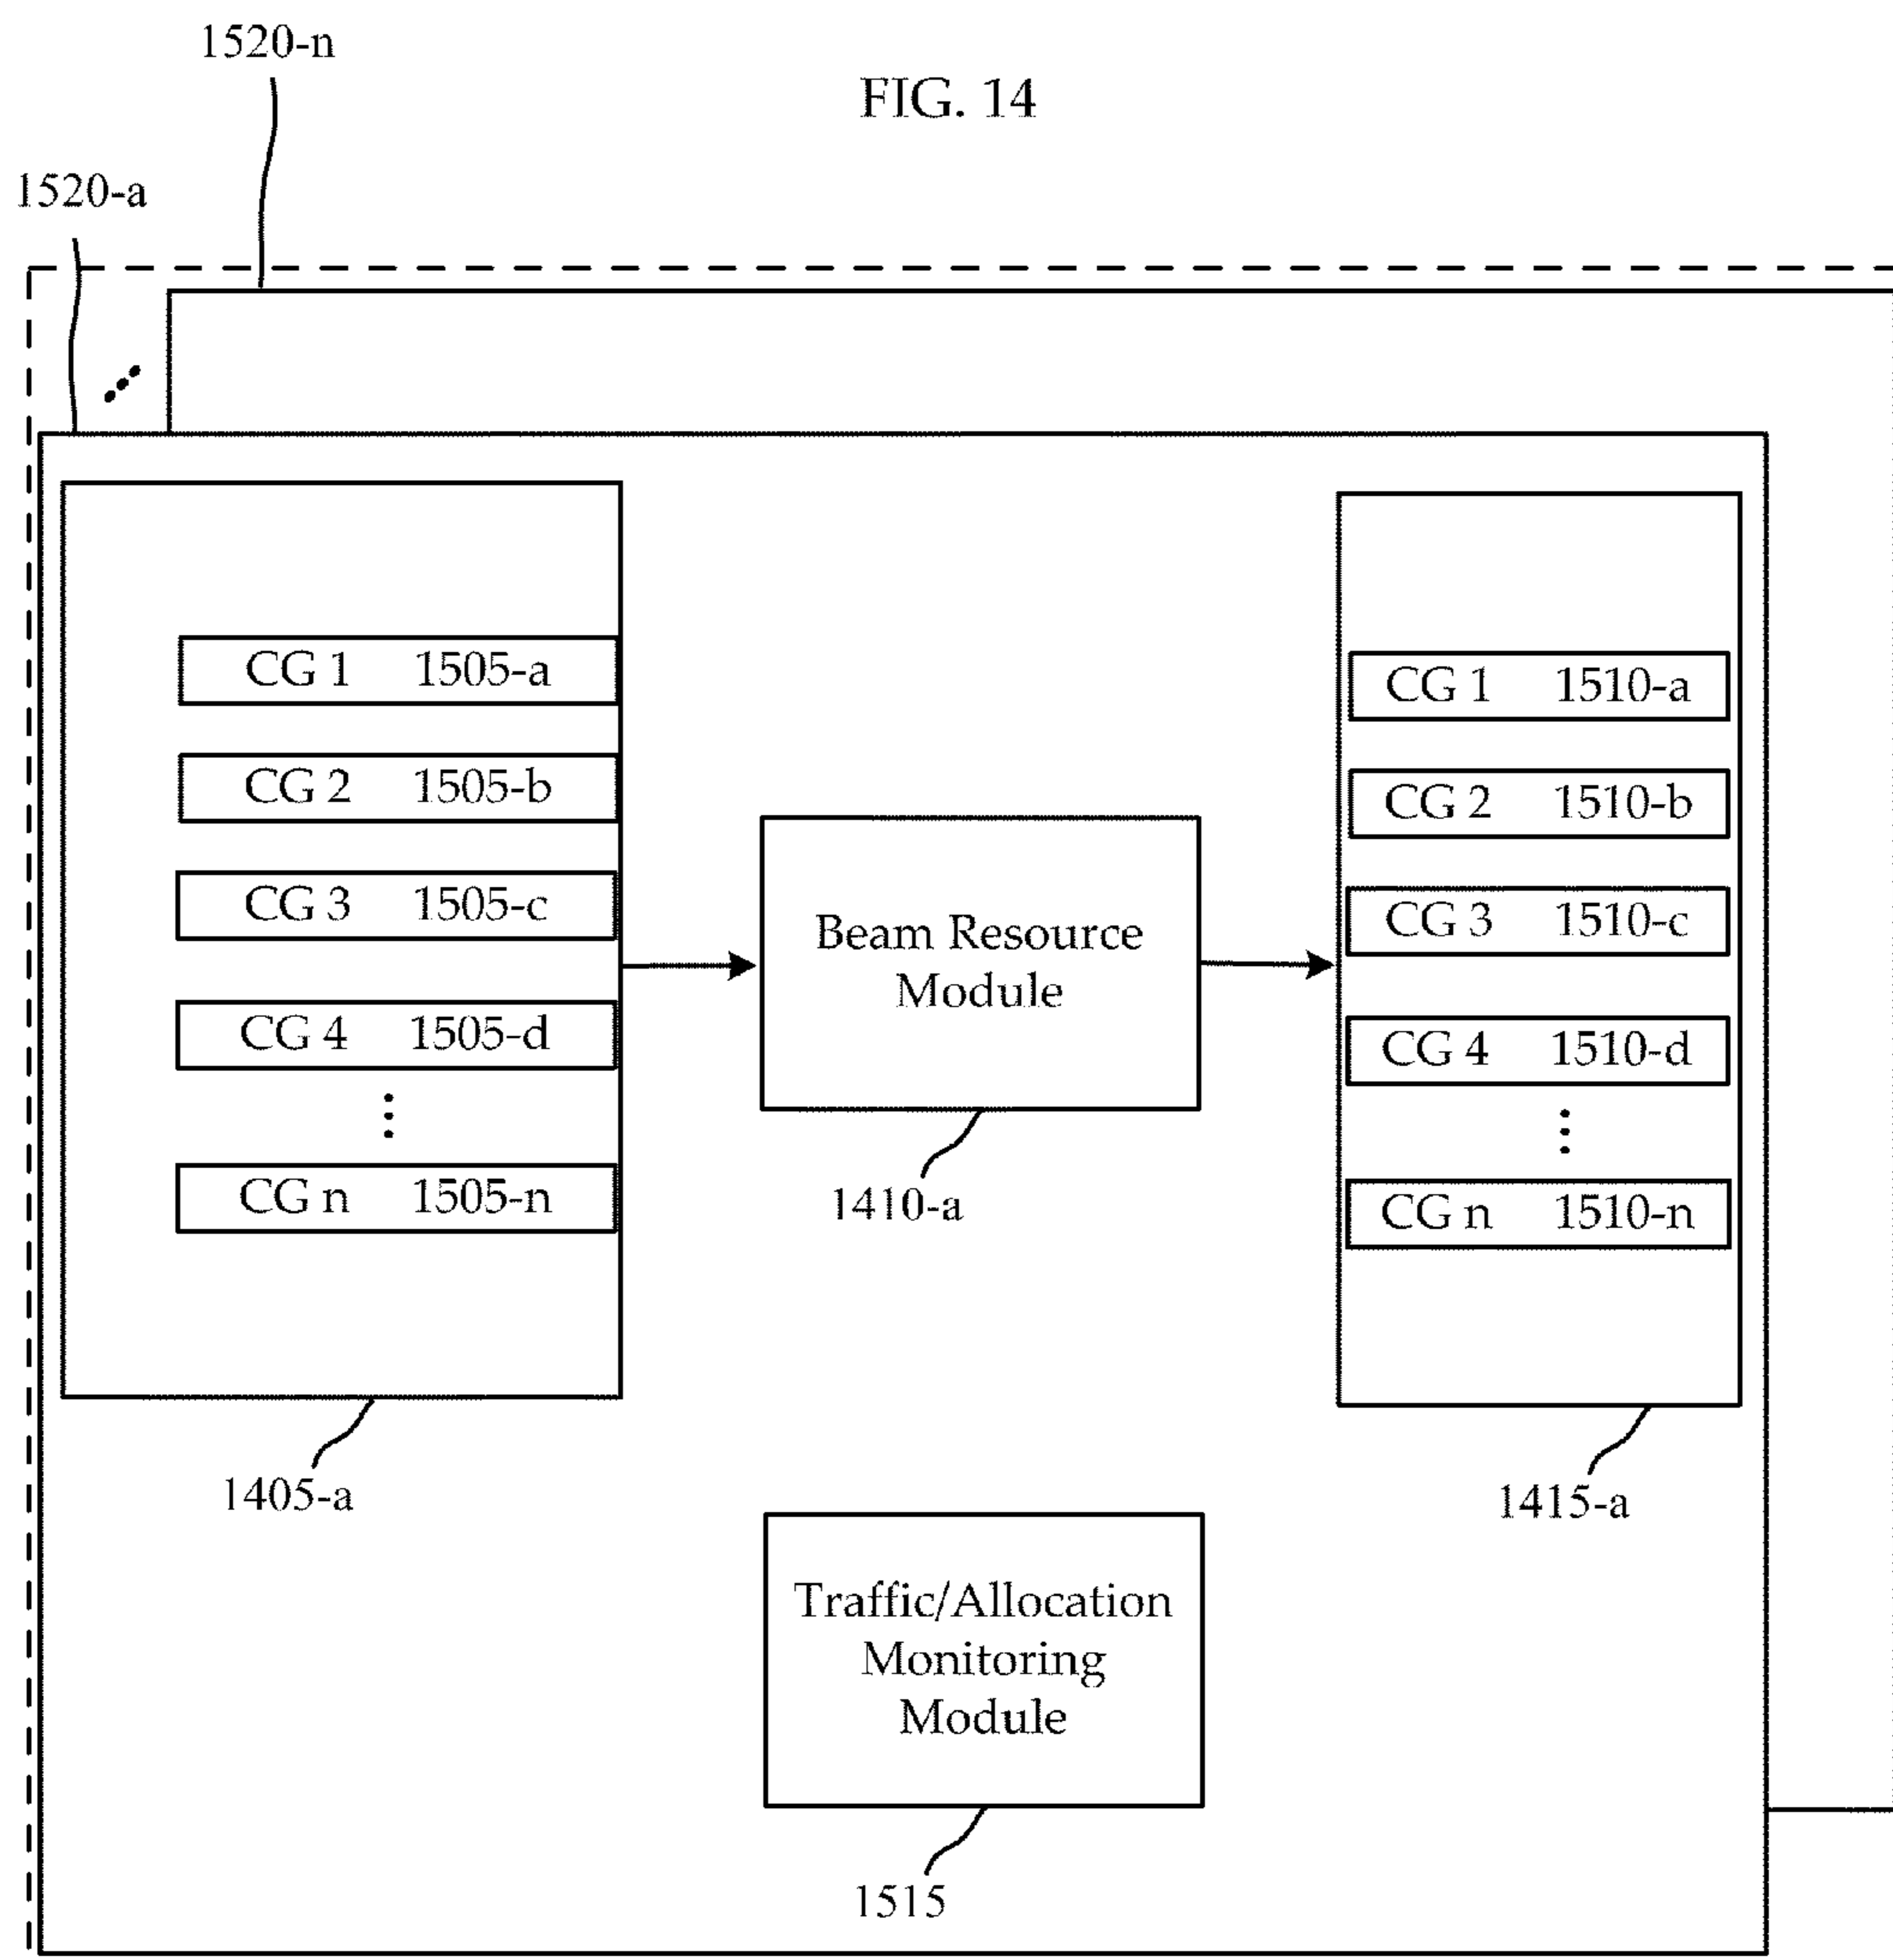 1520-n
FIG. 14
1520-a
CG 1 1505-a
CG 2 1505-b
CG 3 1505-c
CG 4 1505-d
CG n 1505-n
1405-a
Beam Resource
Module
1410-a
CG 1 1510-a
CG 2 1510-b
CG 3 1510-c
CG 4 1510-d
CG n 1510-n
1415-a
Traffic/Allocation
Monitoring
Module
1515